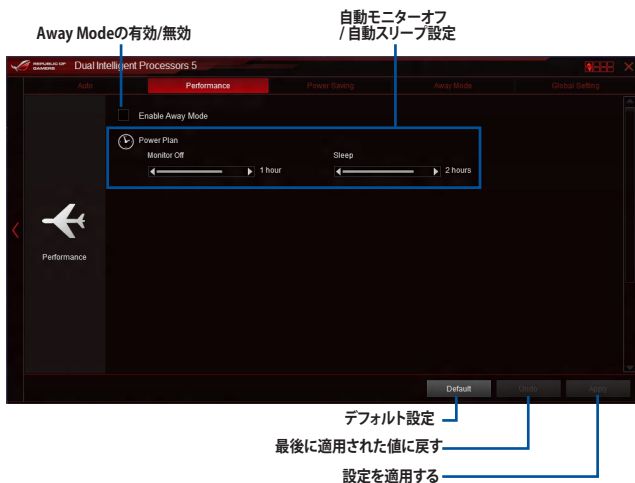 自動モニターオフ
/ 自動スリープ設定
Away Modeの有効/無効
REPUBLIC OF
GAMERS
Dual Intelligent Processors 5
Auto
Performance
Power Saving
Away Mode
Global Setting
Enable Away Mode
Power Plan
Monitor Off
Sleep
1 hour
2 hours
Performance
Default
Undo
Apply
デフォルト設定
最後に適用された値に戻す
設定を適用する